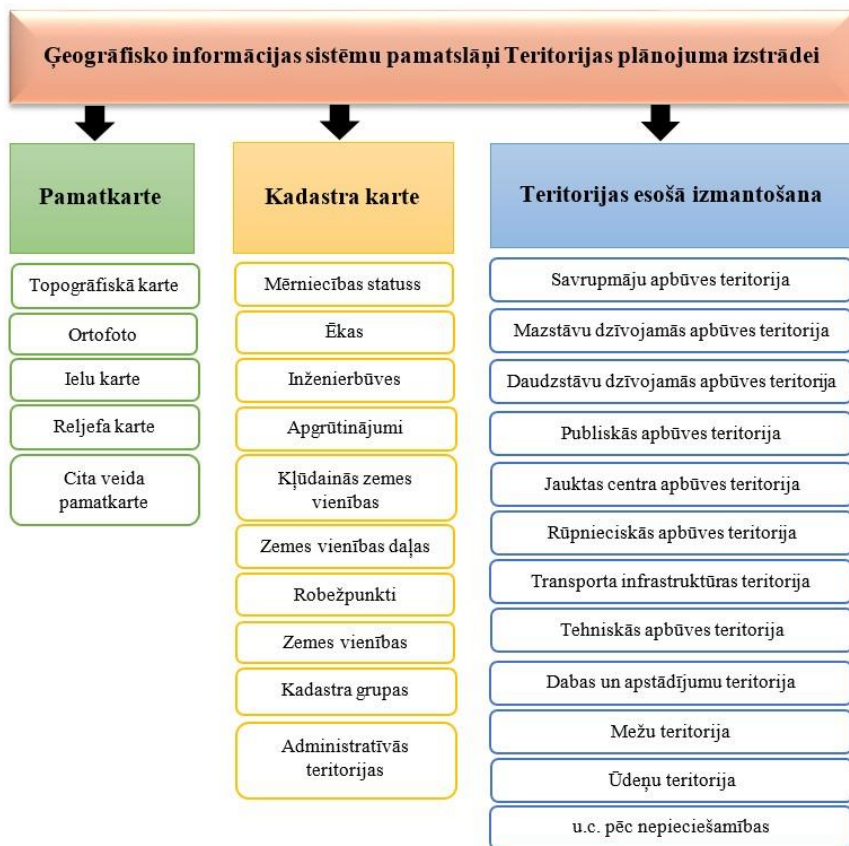 Ģeogrāfisko informācijas sistēmu pamatslāņi Teritorijas plānojuma izstrādei
Pamatkarte
Topogrāfiskā karte
Ortofoto
Ielu karte
Reljefa karte
Cita veida
pamatkarte
Kadastra karte
Mērniecības statuss
Ēkas
Inženierbūves
Apgrūtinājumi
Kļūdainās zemes
vienības
Zemes vienības daļas
Robežpunkti
Zemes vienības
Kadastra grupas
Administratīvās
teritorijas
Teritorijas esošā izmantošana
Savrupmāju apbūves teritorija
Mazstāvu dzīvojamās apbūves teritorija
Daudzstāvu dzīvojamās apbūves teritorija
Publiskās apbūves teritorija
Jauktas centra apbūves teritorija
Rūpnieciskās apbūves teritorija
Transporta infrastruktūras teritorija
Tehniskās apbūves teritorija
Dabas un apstādījumu teritorija
Mežu teritorija
Ūdeņu teritorija
u.c. pēc nepieciešamības